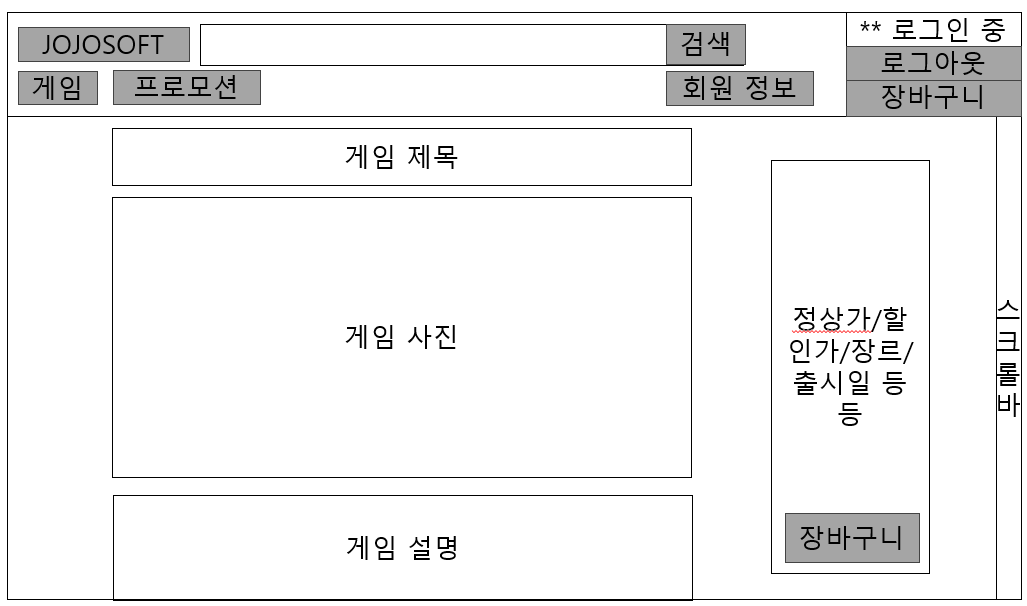 JOJOSOFT
검색
** 로그인 중
로그아웃
게임
프로모션
회원 정보
장바구니
게임 제목
게임 사진
정상가/할
인가/장르/
출시일 등
등
장바구니
게임 설명
스
크
롤
바